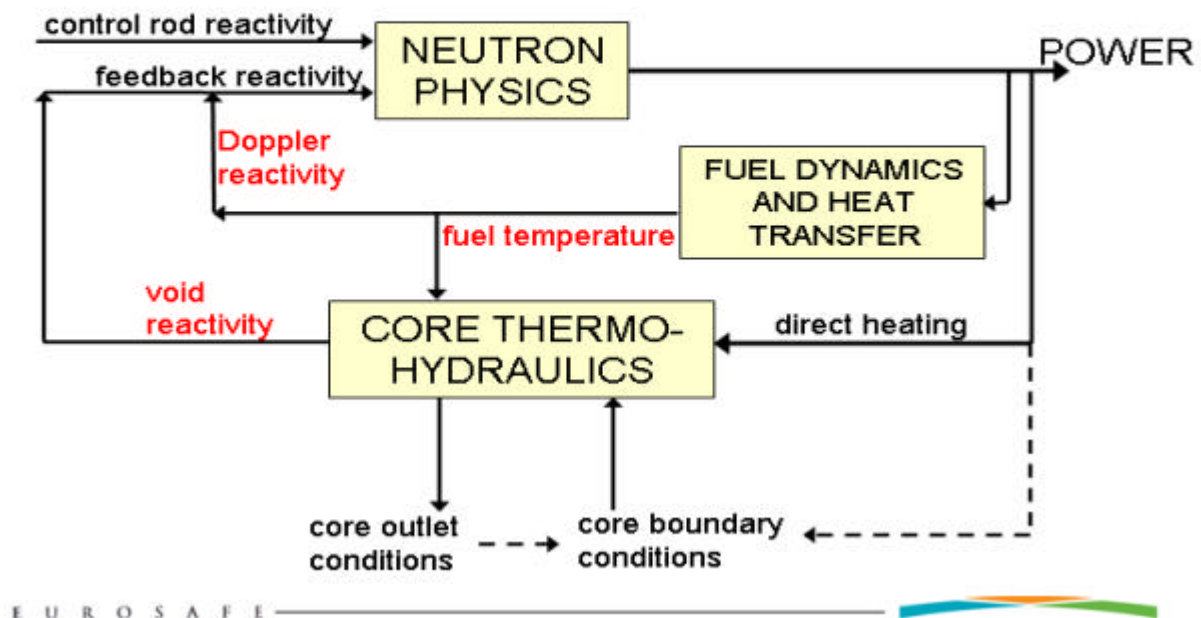 control rod reactivity
NEUTRON
PHYSICS
POWER
feedback reactivity
Doppler
reactivity
FUEL DYNAMICS
AND HEAT
TRANSFER
fuel temperature
void
reactivity
CORE THERMO-
HYDRAULICS
direct heating
core outlet
conditions
core boundary
conditions
EUROSAFE